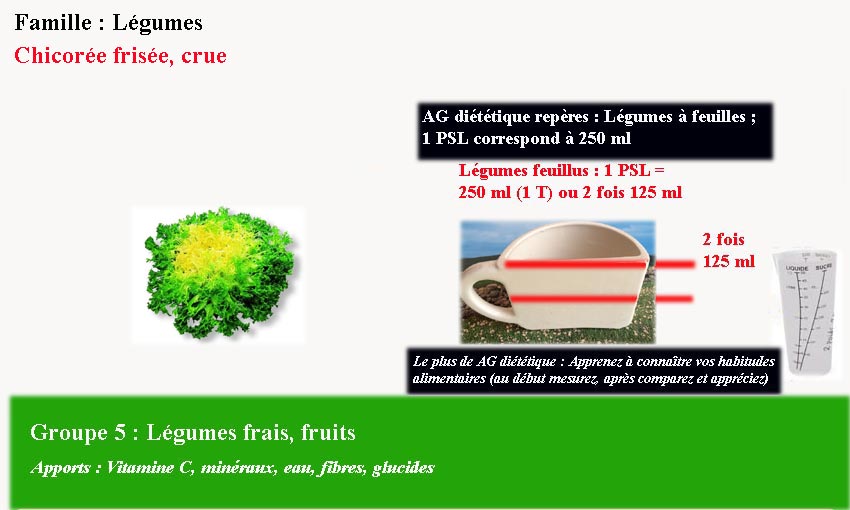 Famille : Légumes
Chicorée frisée, crue
AG diététique repères : Légumes à feuilles ;
1 PSL correspond à 250 ml
Légumes feuillus : 1 PSL =
250 ml (1 T) ou 2 fois 125 ml
2 fois
125 ml
LIQUIDE SUCRE
Le plus de AG diététique : Apprenez à connaître vos habitudes
alimentaires (au début mesurez, après comparez et appréciez)
Groupe 5 : Légumes frais, fruits
Apports : Vitamine C, minéraux, eau, fibres, glucides